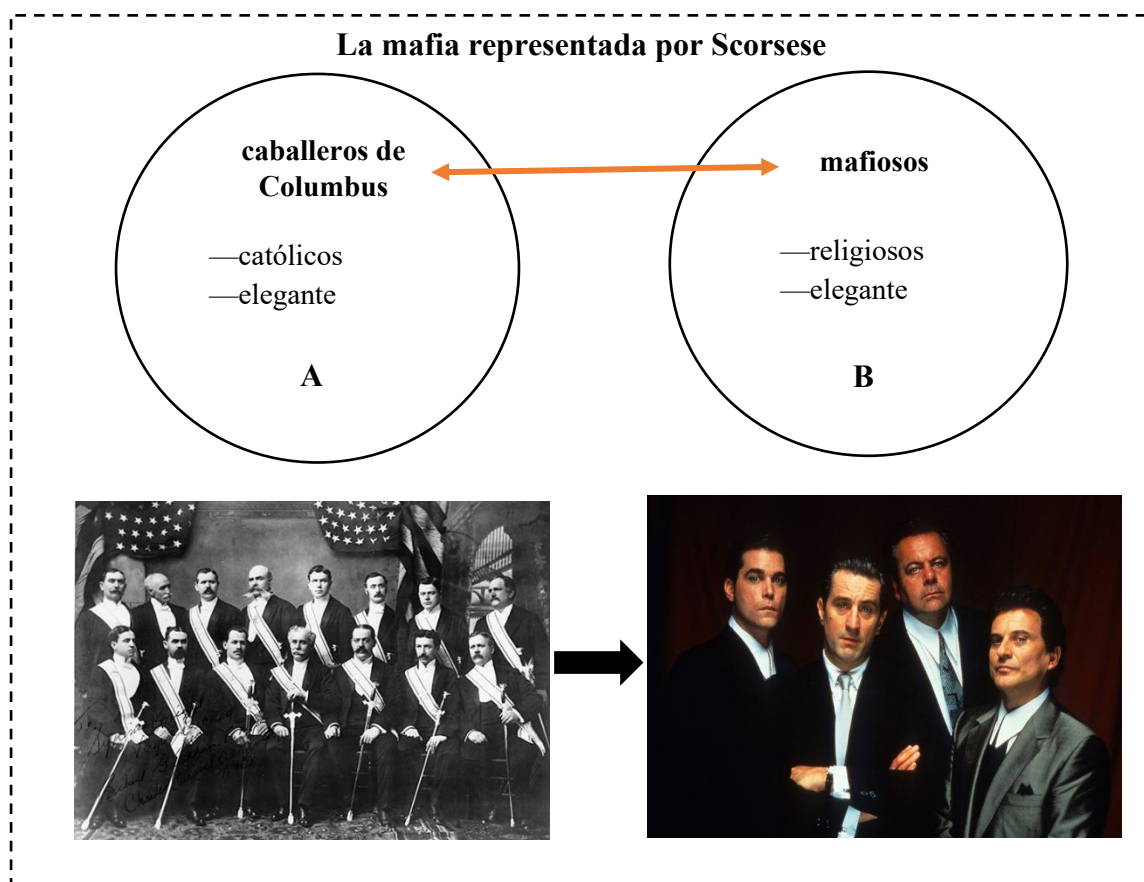 La mafia representada por Scorsese
caballeros de
Columbus
—católicos
—elegante
A
mafiosos
—religiosos
—elegante
B